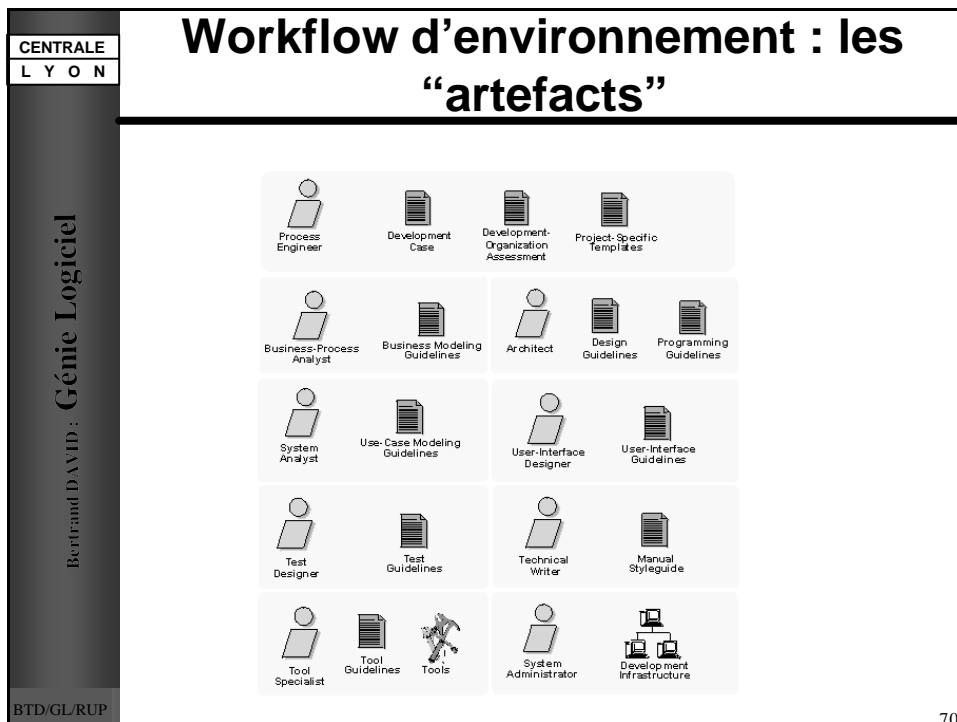 CENTRALE
L Y O N
Workflow d’environnement : les
“artefacts”
Bertrand DAVID : Génie Logiciel
Process
Engineer
Development
Case
Development-
Organization
Assessment
Project-Specific
Templates
Business-Process
Analyst
Business Modeling
Guidelines
Architect
Design
Guidelines
Programming
Guidelines
System
Analyst
Use-Case Modeling
Guidelines
User-Interface
Designer
User-Interface
Guidelines
Test
Designer
Test
Guidelines
Technical
Writer
Manual
Styleguide
Tool
Specialist
Tool
Guidelines
Tools
System
Administrator
Development
Infrastructure
BTD/GL/RUP
70